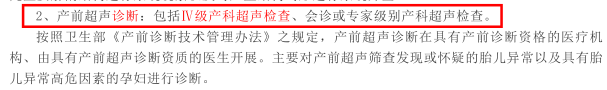 2、产前超声诊断：包括Ⅳ级产科超声检查、会诊或专家级别产科超声检查。
按照卫生部《产前诊断技术管理办法》之规定，产前超声诊断在具有产前诊断资格的医疗机
构、由具有产前超声诊断资质的医生开展。主要对产前超声筛查发现或怀疑的胎儿异常以及具有胎
儿异常高危因素的孕妇进行诊断。